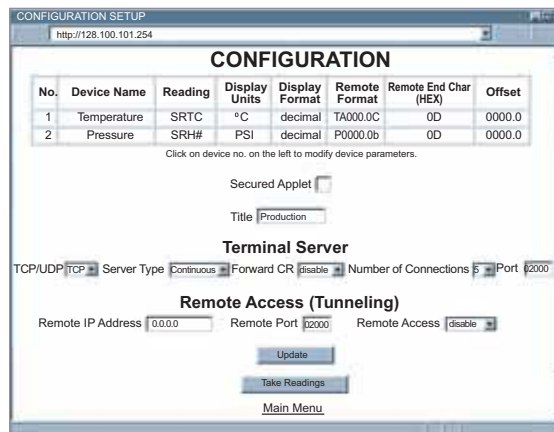 CONFIGURATION SETUP
http://128.100.101.254
CONFIGURATION
No. Device Name Reading Display Units Display Format Remote Format Remote End Char (HEX) Offset
1 Temperature SRTC °C decimal TA000.0C 0D 0000.0
2 Pressure SRH# PSI decimal P0000.0b 0D 0000.0
Click on device no. on the left to modify device parameters.
Secured Applet
Title Production
Terminal Server
TCP/UDP TCP Server Type Continuous Forward CR disable Number of Connections 5 Port 02000
Remote Access (Tunneling)
Remote IP Address 0.0.0.0 Remote Port 02000 Remote Access disable
Update
Take Readings
Main Menu